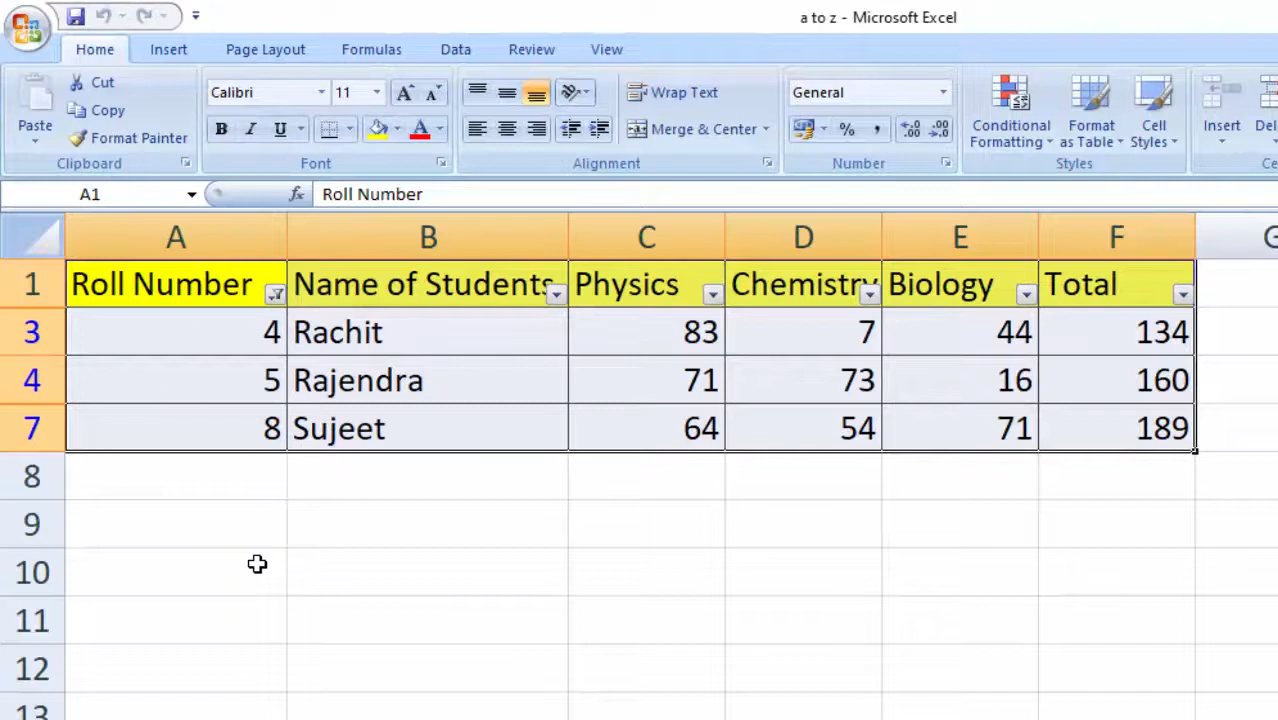 a to z - Microsoft Excel
Home Insert Page Layout Formulas Data Review View
Paste Cut Copy Format Painter
Calibri 11 A A
B I U A
Wrap Text
Merge & Center
General
% , .00 .0
Conditional Formatting
Format as Table
Cell Styles
Insert
Clipboard Font Alignment Number Styles
A1 fx Roll Number
A B C D E F
1 Roll Number Name of Students Physics Chemistry Biology Total
3 4 Rachit 83 7 44 134
4 5 Rajendra 71 73 16 160
7 8 Sujeet 64 54 71 189
8
9
10
11
12
13